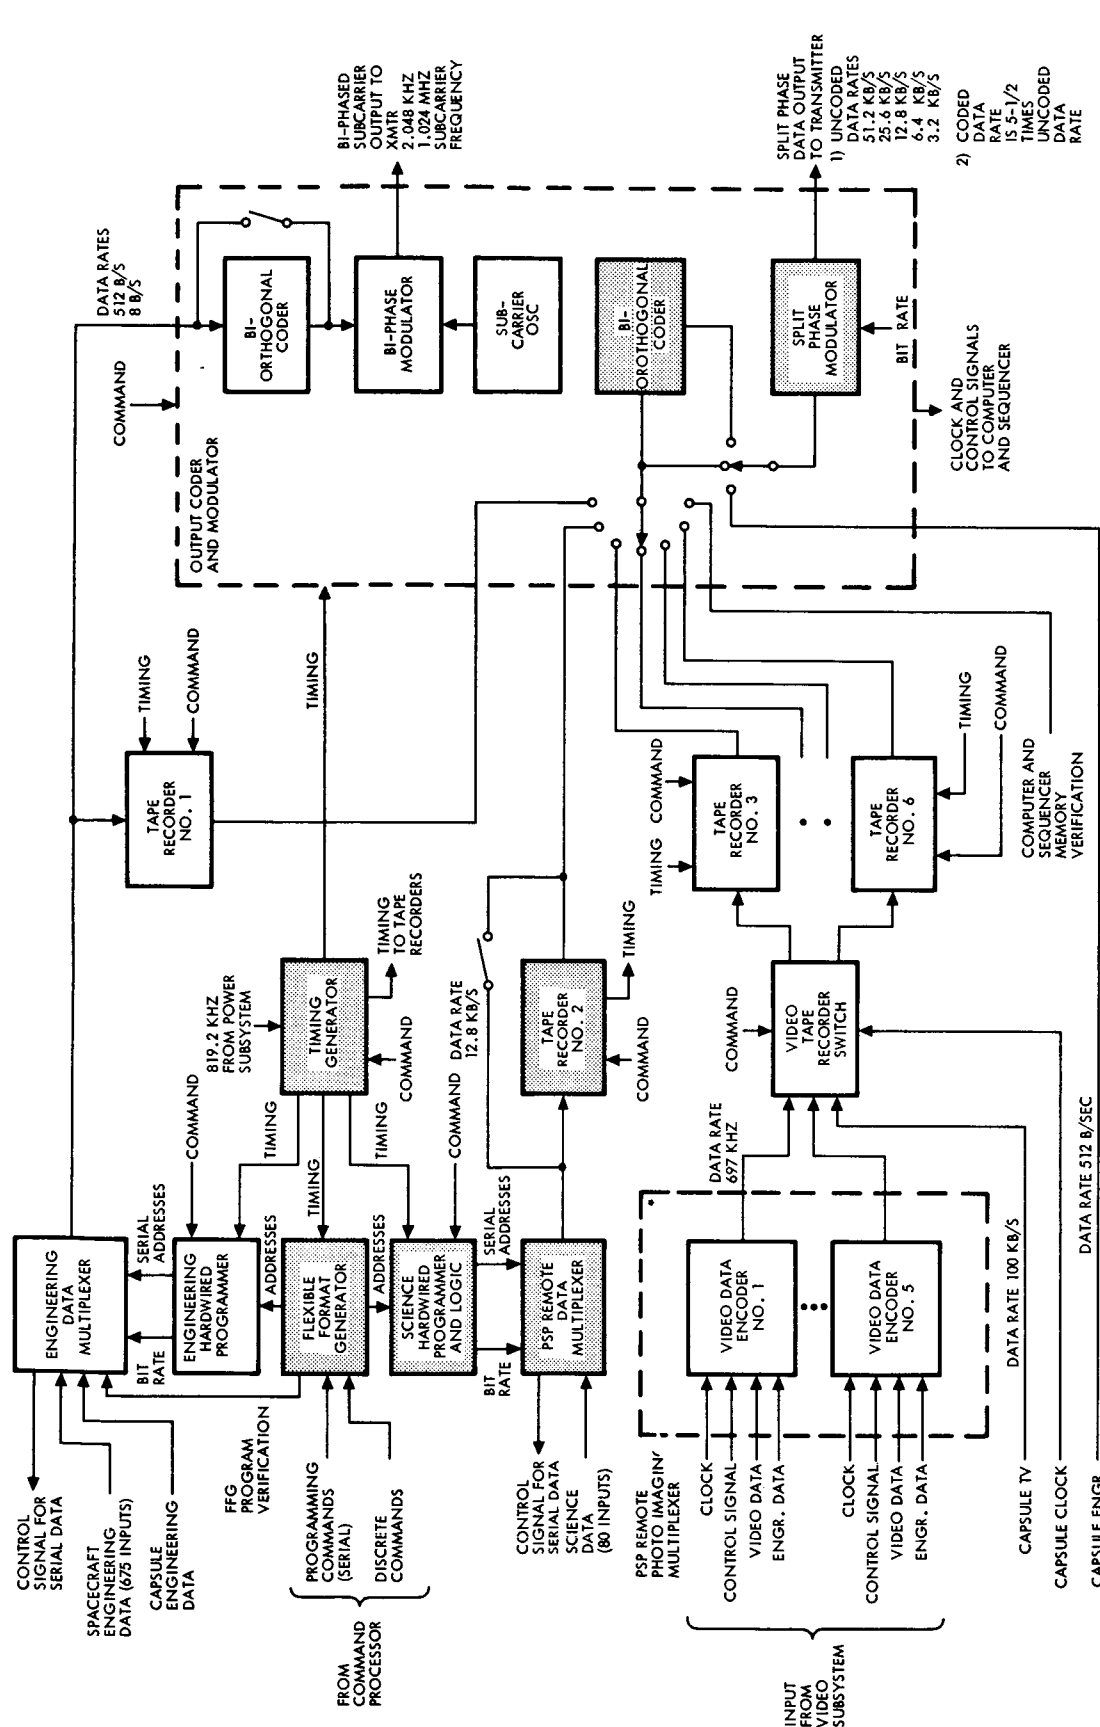 CONTROL
SIGNAL FOR
SERIAL DATA
SPACECRAFT
ENGINEERING
DATA (675 INPUTS)
CAPSULE
ENGINEERING
DATA
ENGINEERING
DATA
MULTIPLEXER
BIT
RATE
SERIAL
ADDRESSES
ENGINEERING
HARDWIRED
PROGRAMMER
COMMAND
TIMING
FFG
PROGRAM
VERIFICATION
ADDRESSES
FROM
COMMAND
PROCESSOR
PROGRAMMING
COMMANDS
(SERIAL)
DISCRETE
COMMANDS
FLEXIBLE
FORMAT
GENERATOR
TIMING
ADDRESSES
TIMING
SCIENCE
HARDWIRED
PROGRAMMER
AND LOGIC
COMMAND
BIT
RATE
SERIAL
ADDRESSES
CONTROL
SIGNAL FOR
SERIAL DATA
SCIENCE
DATA
(80 INPUTS)
PSP REMOTE
DATA
MULTIPLEXER
819.2 KHZ
FROM POWER
SUBSYSTEM
TIMING
GENERATOR
TIMING
TO TAPE
RECORDERS
COMMAND
DATA RATE
12.8 KB/S
TAPE
RECORDER
NO. 2
COMMAND
TIMING
TAPE
RECORDER
NO. 1
TIMING
COMMAND
TIMING
INPUT
FROM
VIDEO
SUBSYSTEM
PSP REMOTE
PHOTO IMAGIN/
MULTIPLEXER
*
CLOCK
CONTROL SIGNAL
VIDEO DATA
ENGR. DATA
VIDEO DATA
ENCODER
NO. 1
CLOCK
CONTROL SIGNAL
VIDEO DATA
ENGR. DATA
VIDEO DATA
ENCODER
NO. 5
DATA RATE
697 KHZ
COMMAND
VIDEO
TAPE
RECORDER
SWITCH
CAPSULE TV
DATA RATE 100 KB/S
CAPSULE CLOCK
CAPSULE ENGR
DATA RATE 512 B/SEC
TIMING
COMMAND
TAPE
RECORDER
NO. 3
TAPE
RECORDER
NO. 6
TIMING
COMMAND
COMPUTER AND
SEQUENCER
MEMORY
VERIFICATION
OUTPUT CODER
AND MODULATOR
COMMAND
DATA RATES
512 B/S
8 B/S
BI-
ORTHOGONAL
CODER
BI-PHASE
MODULATOR
SUB-
CARRIER
OSC
BI-
OROTHOGONAL
CODER
SPLIT
PHASE
MODULATOR
BIT RATE
CLOCK AND
CONTROL SIGNALS
TO COMPUTER
AND SEQUENCER
BI-PHASED
SUBCARRIER
OUTPUT TO
XMTR
2.048 KHZ
1.024 MHZ
SUBCARRIER
FREQUENCY
SPLIT PHASE
DATA OUTPUT
TO TRANSMITTER
1) UNCODED
DATA RATES
51.2 KB/S
25.6 KB/S
12.8 KB/S
6.4 KB/S
3.2 KB/S
2) CODED
DATA
RATE
IS 5-1/2
TIMES
UNCODED
DATA
RATE